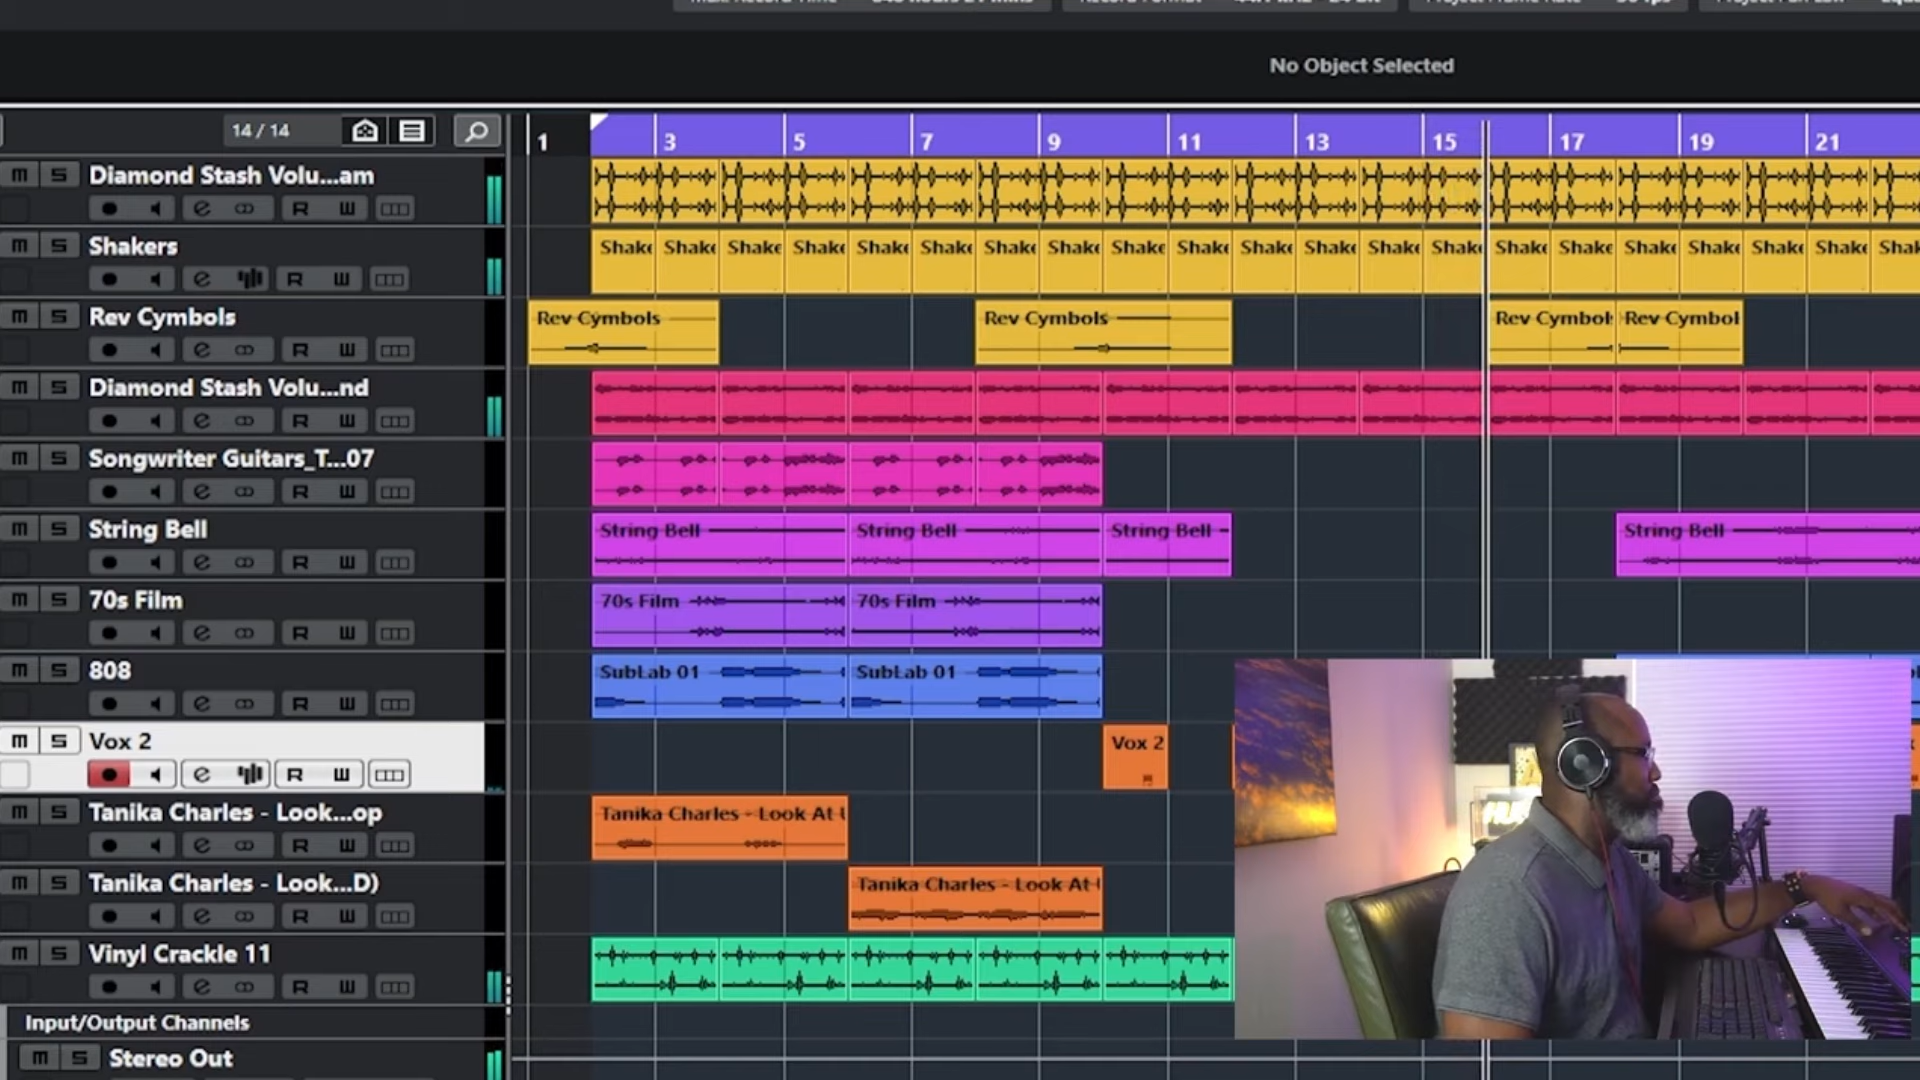 No Object Selected
14 / 14
1 3 5 7 9 11 13 15 17 19 21
m S Diamond Stash Volu...am
R W
m S Shakers
Shake Shake Shake Shake Shake Shake Shake Shake Shake Shake Shake Shake Shake Shake Shake Shake Shake Shake Shake Shake Shak
R W
m S Rev Cymbols
Rev Cymbols Rev Cymbols Rev Cymbols Rev Cymbol
R W
m S Diamond Stash Volu...nd
R W
m S Songwriter Guitars_T...07
R W
m S String Bell
String Bell String Bell String Bell String Bell
R W
m S 70s Film
70s Film 70s Film
R W
m S 808
SubLab 01 SubLab 01
R W
m S Vox 2
Vox 2
R W
m S Tanika Charles - Look...op
Tanika Charles - Look At
R W
m S Tanika Charles - Look...D)
Tanika Charles - Look At
R W
m S Vinyl Crackle 11
R W
Input/Output Channels
m S Stereo Out